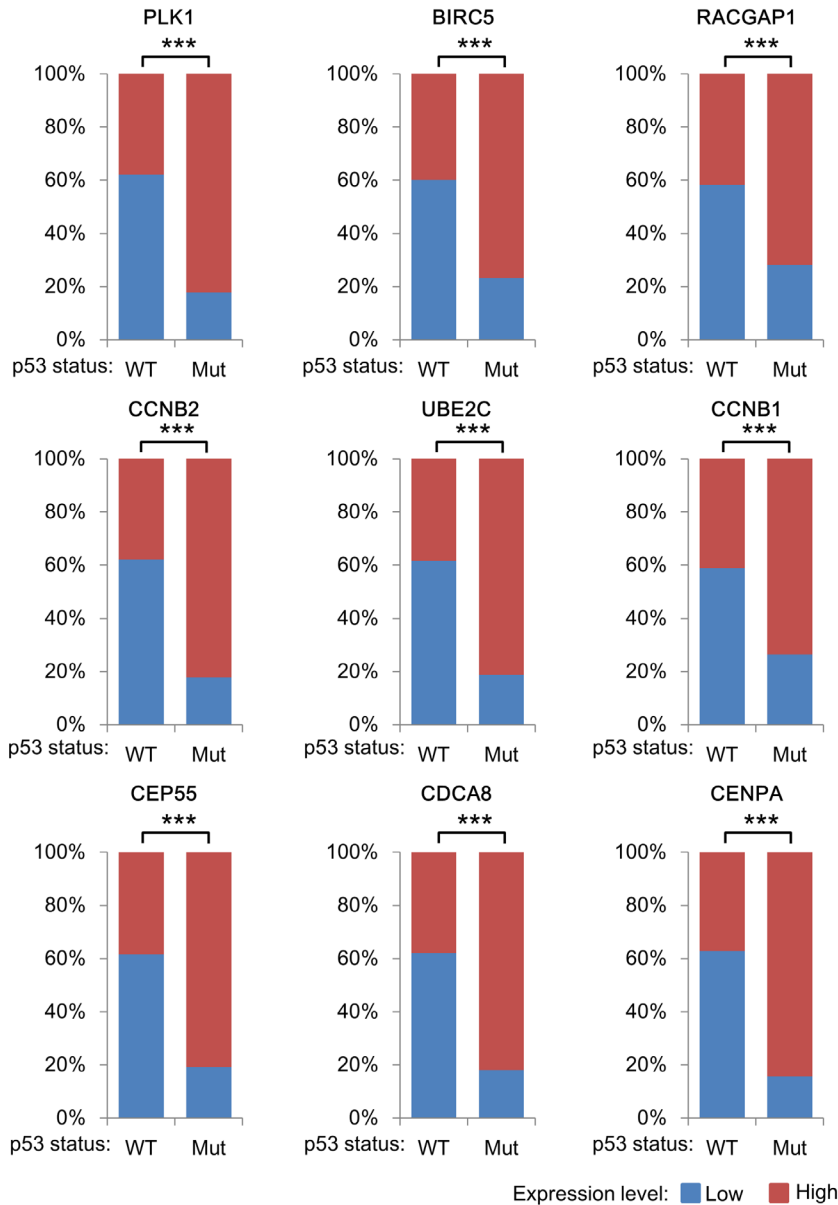 PLK1 BIRC5 RACGAP1
*** *** ***
100% 100% 100%
80% 80% 80%
60% 60% 60%
40% 40% 40%
20% 20% 20%
0% 0% 0%
p53 status: WT Mut p53 status: WT Mut p53 status: WT Mut
CCNB2 UBE2C CCNB1
*** *** ***
100% 100% 100%
80% 80% 80%
60% 60% 60%
40% 40% 40%
20% 20% 20%
0% 0% 0%
p53 status: WT Mut p53 status: WT Mut p53 status: WT Mut
CEP55 CDCA8 CENPA
*** *** ***
100% 100% 100%
80% 80% 80%
60% 60% 60%
40% 40% 40%
20% 20% 20%
0% 0% 0%
p53 status: WT Mut p53 status: WT Mut p53 status: WT Mut
Expression level: Low High